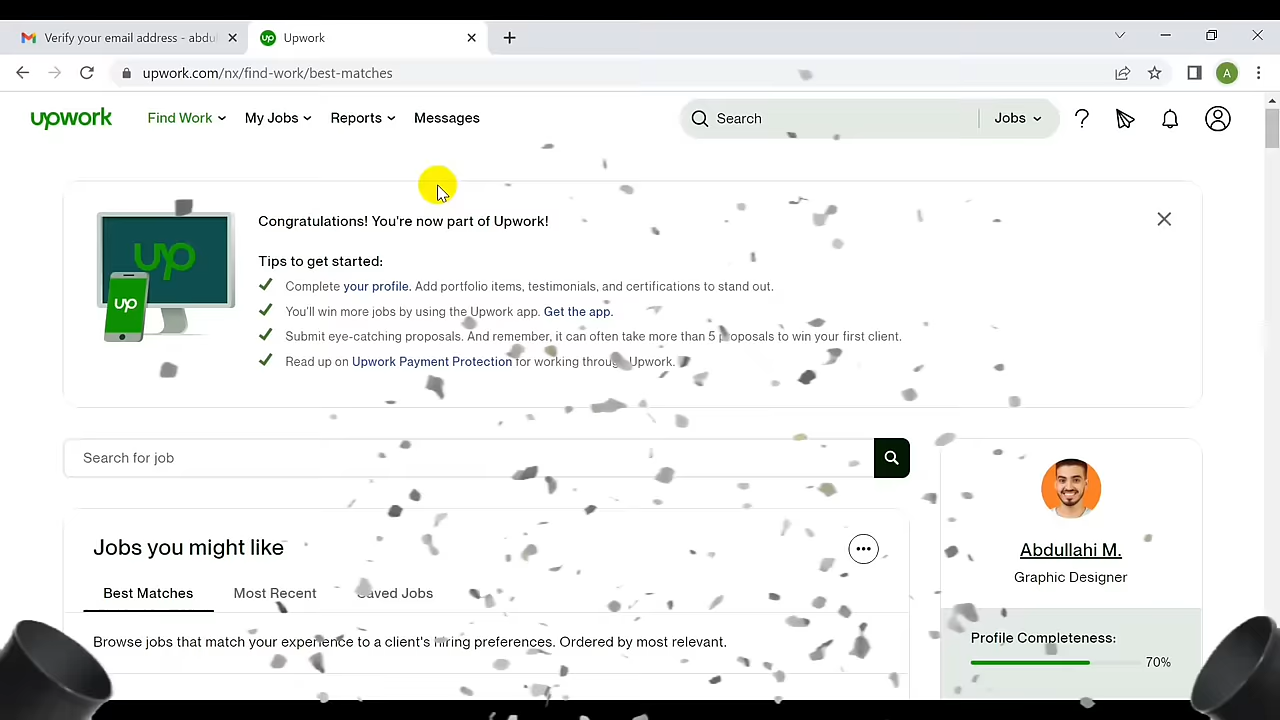 Verify your email address - abdu
Upwork
upwork.com/nx/find-work/best-matches
A
upwork
Find Work
My Jobs
Reports
Messages
Search
Jobs
up
up
Congratulations! You're now part of Upwork!
Tips to get started:
Complete your profile. Add portfolio items, testimonials, and certifications to stand out.
You'll win more jobs by using the Upwork app. Get the app.
Submit eye-catching proposals. And remember, it can often take more than 5 proposals to win your first client.
Read up on Upwork Payment Protection for working through Upwork.
Search for job
Jobs you might like
Best Matches
Most Recent
Saved Jobs
Browse jobs that match your experience to a client's hiring preferences. Ordered by most relevant.
Abdullahi M.
Graphic Designer
Profile Completeness:
70%